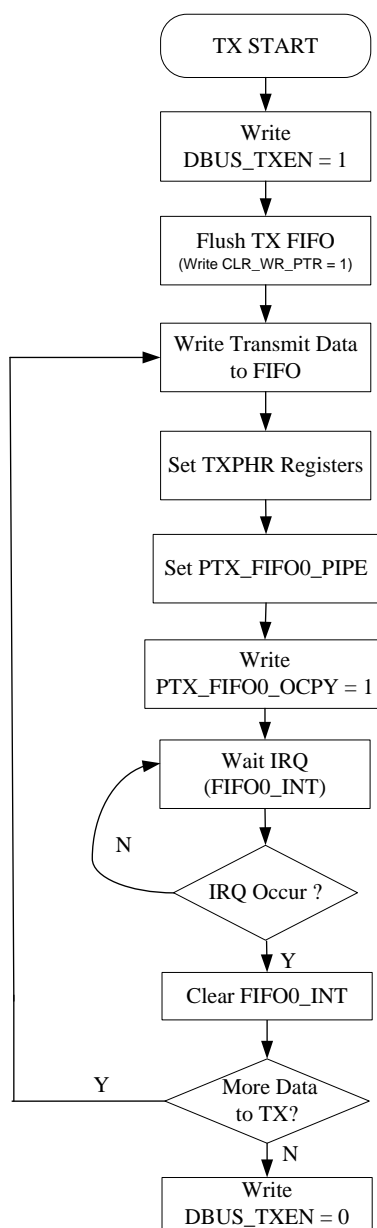 TX START
Write
DBUS_TXEN = 1
Flush TX FIFO
(Write CLR_WR_PTR = 1)
Write Transmit Data
to FIFO
Set TXPHR Registers
Set PTX_FIFO0_PIPE
Write
PTX_FIFO0_OCPY = 1
Wait IRQ
(FIFO0_INT)
N
IRQ Occur ?
Y
Clear FIFO0_INT
Y
More Data
to TX?
N
Write
DBUS_TXEN = 0